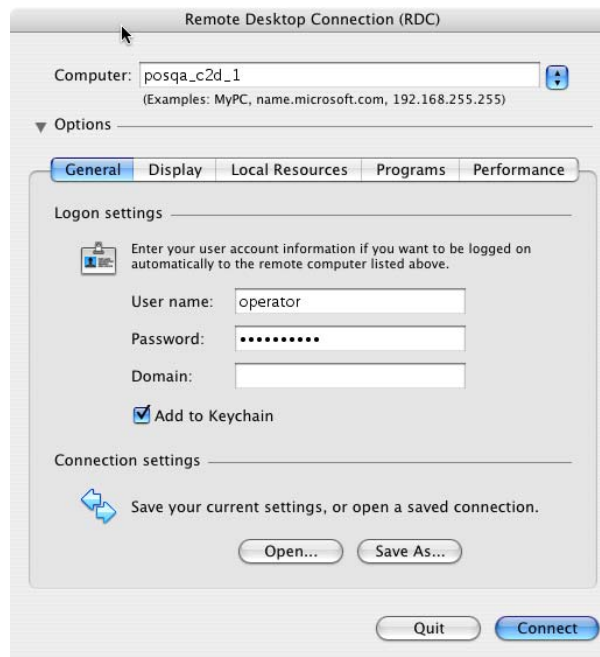 Remote Desktop Connection (RDC)
Computer: posqa_c2d_1
(Examples: MyPC, name.microsoft.com, 192.168.255.255)
Options
General Display Local Resources Programs Performance
Logon settings
Enter your user account information if you want to be logged on
automatically to the remote computer listed above.
User name: operator
Password: ••••••••••
Domain:
Add to Keychain
Connection settings
Save your current settings, or open a saved connection.
Open... Save As...
Quit Connect